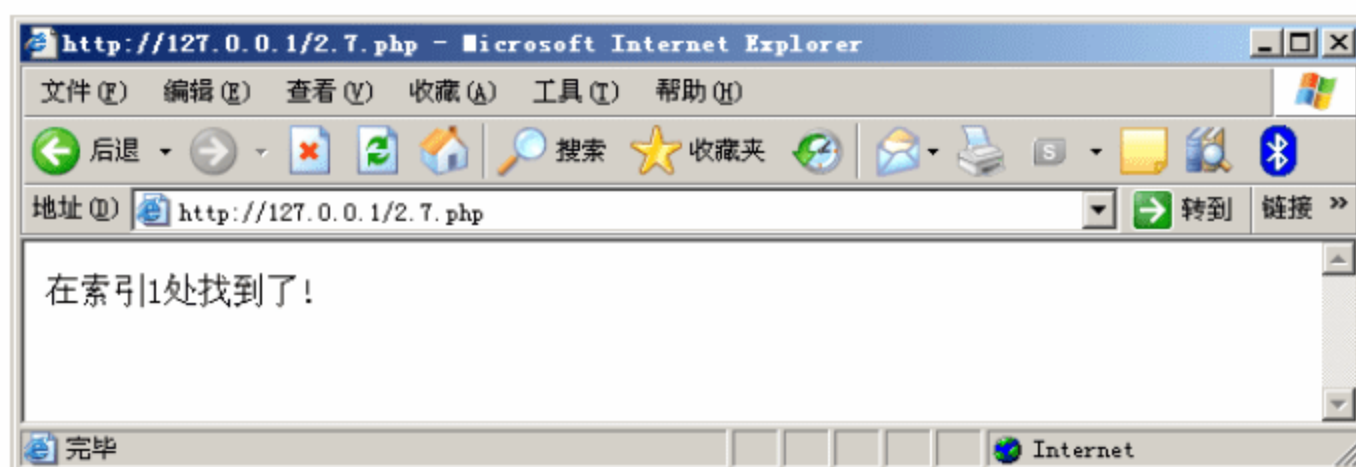 http://127.0.0.1/2.7.php - Microsoft Internet Explorer
文件(F) 编辑(E) 查看(V) 收藏(A) 工具(T) 帮助(H)
后退 搜索 收藏夹 S
地址(D) http://127.0.0.1/2.7.php 转到 链接 »
在索引1处找到了!
完毕 Internet